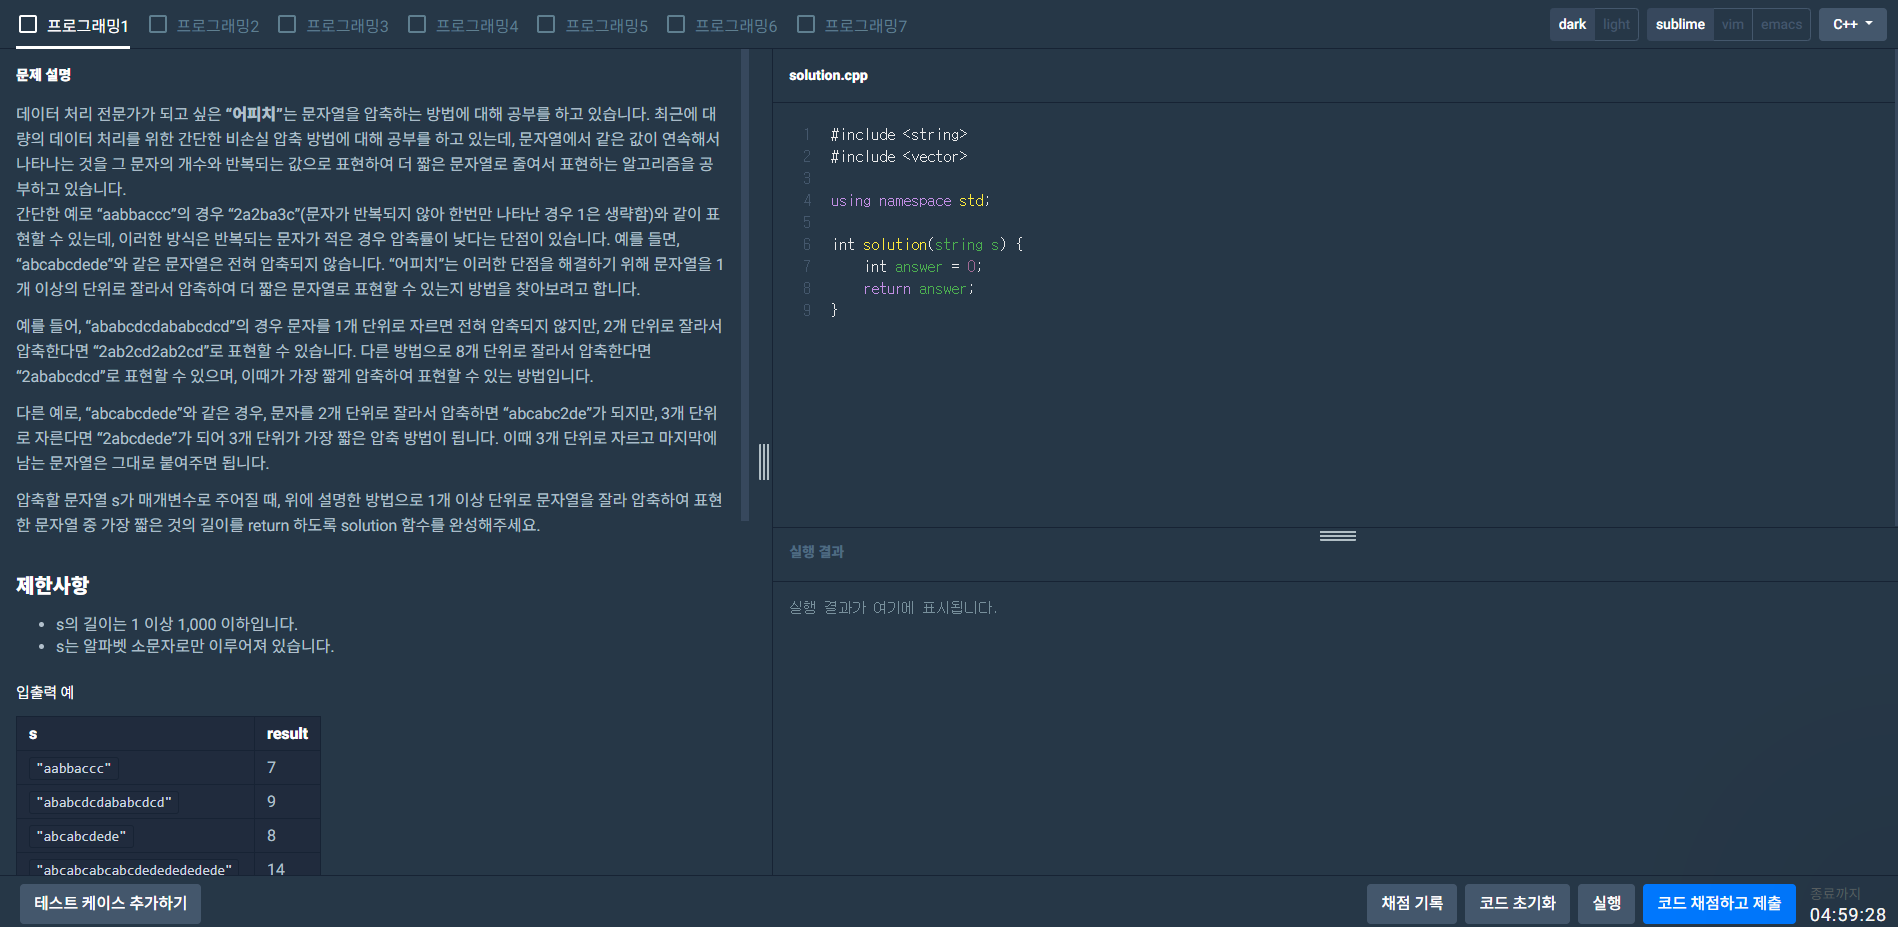 프로그래밍1 프로그래밍2 프로그래밍3 프로그래밍4 프로그래밍5 프로그래밍6 프로그래밍7 dark light sublime vim emacs C++
문제 설명
데이터 처리 전문가가 되고 싶은 “어피치”는 문자열을 압축하는 방법에 대해 공부를 하고 있습니다. 최근에 대
량의 데이터 처리를 위한 간단한 비손실 압축 방법에 대해 공부를 하고 있는데, 문자열에서 같은 값이 연속해서
나타나는 것을 그 문자의 개수와 반복되는 값으로 표현하여 더 짧은 문자열로 줄여서 표현하는 알고리즘을 공
부하고 있습니다.
간단한 예로 “aabbaccc”의 경우 “2a2ba3c”(문자가 반복되지 않아 한번만 나타난 경우 1은 생략함)와 같이 표
현할 수 있는데, 이러한 방식은 반복되는 문자가 적은 경우 압축률이 낮다는 단점이 있습니다. 예를 들면,
“abcabcdede”와 같은 문자열은 전혀 압축되지 않습니다. “어피치”는 이러한 단점을 해결하기 위해 문자열을 1
개 이상의 단위로 잘라서 압축하여 더 짧은 문자열로 표현할 수 있는지 방법을 찾아보려고 합니다.
예를 들어, “ababcdcdababcdcd”의 경우 문자를 1개 단위로 자르면 전혀 압축되지 않지만, 2개 단위로 잘라서
압축한다면 “2ab2cd2ab2cd”로 표현할 수 있습니다. 다른 방법으로 8개 단위로 잘라서 압축한다면
“2ababcdcd”로 표현할 수 있으며, 이때가 가장 짧게 압축하여 표현할 수 있는 방법입니다.
다른 예로, “abcabcdede”와 같은 경우, 문자를 2개 단위로 잘라서 압축하면 “abcabc2de”가 되지만, 3개 단위
로 자른다면 “2abcdede”가 되어 3개 단위가 가장 짧은 압축 방법이 됩니다. 이때 3개 단위로 자르고 마지막에
남는 문자열은 그대로 붙여주면 됩니다.
압축할 문자열 s가 매개변수로 주어질 때, 위에 설명한 방법으로 1개 이상 단위로 문자열을 잘라 압축하여 표현
한 문자열 중 가장 짧은 것의 길이를 return 하도록 solution 함수를 완성해주세요.
제한사항
• s의 길이는 1 이상 1,000 이하입니다.
• s는 알파벳 소문자로만 이루어져 있습니다.
입출력 예
s result
"aabbaccc" 7
"ababcdcdababcdcd" 9
"abcabcdede" 8
"abcabcabcabcdededededede" 14
solution.cpp
1 #include <string>
2 #include <vector>
3
4 using namespace std;
5
6 int solution(string s) {
7 int answer = 0;
8 return answer;
9 }
실행 결과
실행 결과가 여기에 표시됩니다.
테스트 케이스 추가하기 채점 기록 코드 초기화 실행 코드 채점하고 제출 종료까지
04:59:28